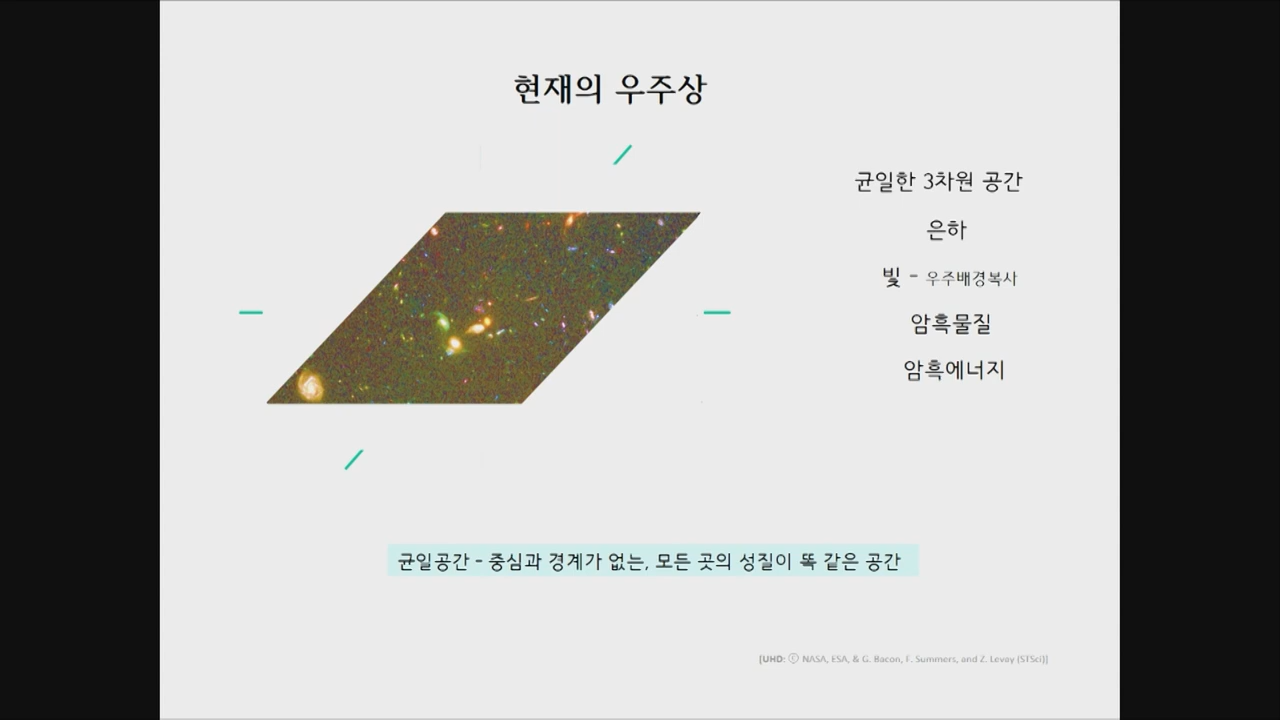 현재의 우주상
균일한 3차원 공간
은하
빛 - 우주배경복사
암흑물질
암흑에너지
균일공간 - 중심과 경계가 없는, 모든 곳의 성질이 똑 같은 공간
[UHD: ⓒ NASA, ESA, & G. Bacon, F. Summers, and Z. Levay (STSci)]